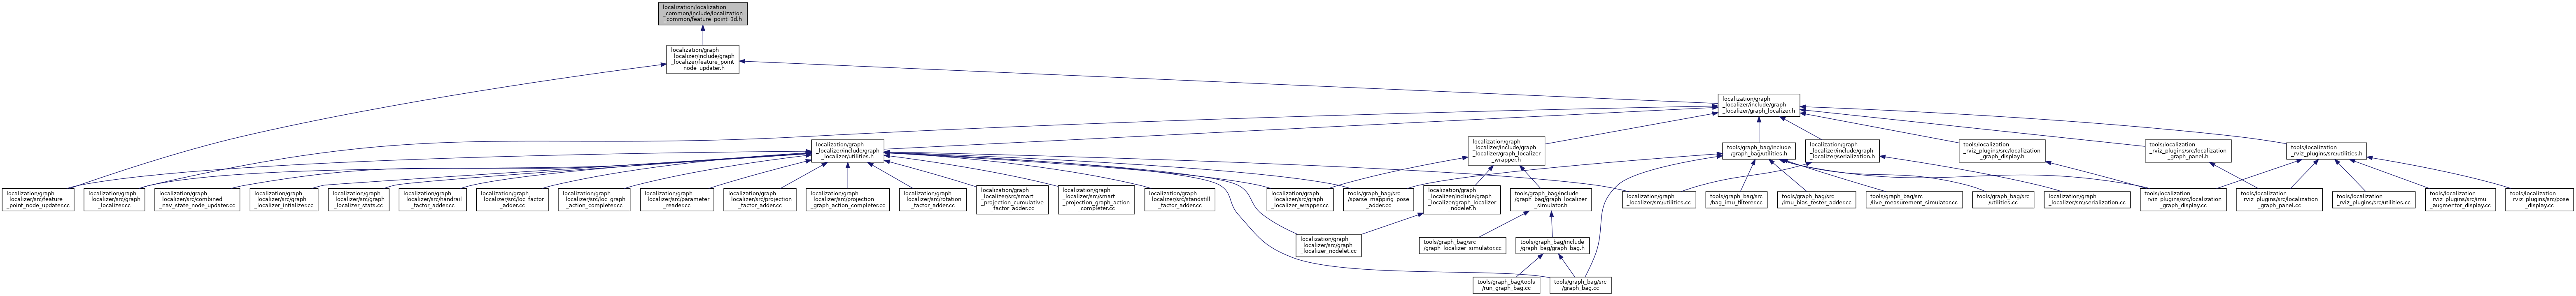 localization/localization
_common/include/localization
_common/feature_point_3d.h
localization/graph
_localizer/include/graph
_localizer/feature_point
_node_updater.h
localization/graph
_localizer/include/graph
_localizer/graph_localizer.h
localization/graph
_localizer/include/graph
_localizer/utilities.h
localization/graph
_localizer/include/graph
_localizer/graph_localizer
_wrapper.h
tools/graph_bag/include
/graph_bag/utilities.h
localization/graph
_localizer/include/graph
_localizer/serialization.h
tools/localization
_rviz_plugins/src/localization
_graph_display.h
tools/localization
_rviz_plugins/src/localization
_graph_panel.h
tools/localization
_rviz_plugins/src/utilities.h
localization/graph
_localizer/src/feature
_point_node_updater.cc
localization/graph
_localizer/src/graph
_localizer.cc
localization/graph
_localizer/src/combined
_nav_state_node_updater.cc
localization/graph
_localizer/src/graph
_localizer_initializer.cc
localization/graph
_localizer/src/graph
_localizer_stats.cc
localization/graph
_localizer/src/handrail
_factor_adder.cc
localization/graph
_localizer/src/loc_factor
_adder.cc
localization/graph
_localizer/src/loc_graph
_action_completer.cc
localization/graph
_localizer/src/parameter
_reader.cc
localization/graph
_localizer/src/projection
_factor_adder.cc
localization/graph
_localizer/src/projection
_graph_action_completer.cc
localization/graph
_localizer/src/rotation
_factor_adder.cc
localization/graph
_localizer/src/smart
_projection_cumulative
_factor_adder.cc
localization/graph
_localizer/src/smart
_projection_graph_action
_completer.cc
localization/graph
_localizer/src/standstill
_factor_adder.cc
localization/graph
_localizer/src/graph
_localizer_wrapper.cc
tools/graph_bag/src
/sparse_mapping_pose
_adder.cc
localization/graph
_localizer/include/graph
_localizer/graph_localizer
_nodelet.h
tools/graph_bag/include
/graph_bag/graph_localizer
_simulator.h
localization/graph
_localizer/src/utilities.cc
tools/graph_bag/src
/bag_imu_filterer.cc
tools/graph_bag/src
/imu_bias_tester_adder.cc
tools/graph_bag/src
/live_measurement_simulator.cc
tools/graph_bag/src
/utilities.cc
localization/graph
_localizer/src/serialization.cc
tools/localization
_rviz_plugins/src/localization
_graph_display.cc
tools/localization
_rviz_plugins/src/localization
_graph_panel.cc
tools/localization
_rviz_plugins/src/utilities.cc
tools/localization
_rviz_plugins/src/imu
_augmentor_display.cc
tools/localization
_rviz_plugins/src/pose
_display.cc
localization/graph
_localizer/src/graph
_localizer_nodelet.cc
tools/graph_bag/src
/graph_localizer_simulator.cc
tools/graph_bag/include
/graph_bag/graph_bag.h
tools/graph_bag/tools
/run_graph_bag.cc
tools/graph_bag/src
/graph_bag.cc